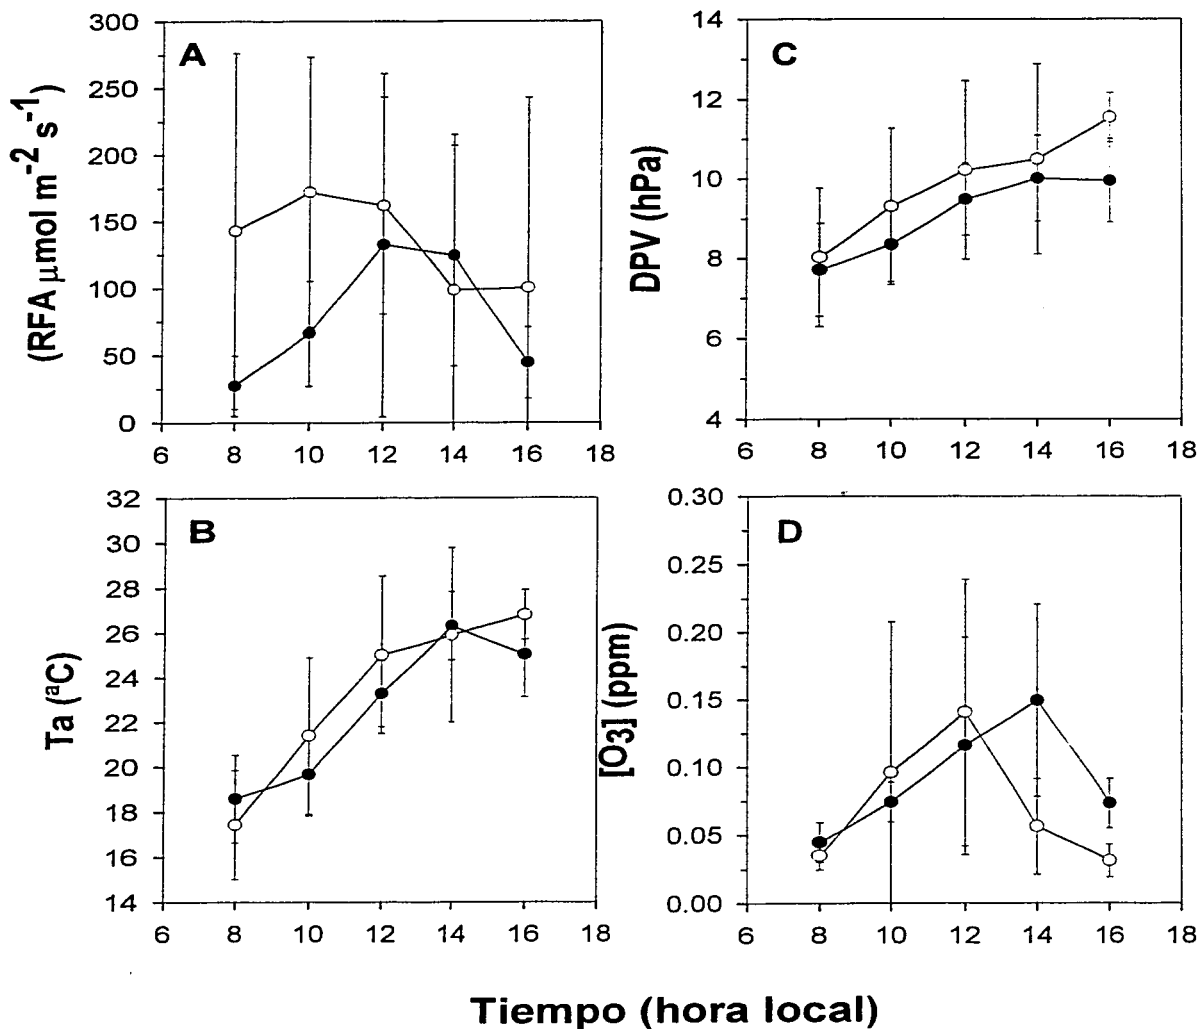 A
(RFA μmol m⁻² s⁻¹)
300
250
200
150
100
50
0
6 8 10 12 14 16 18
C
DPV (hPa)
14
12
10
8
6
4
6 8 10 12 14 16 18
B
Ta (ªC)
32
30
28
26
24
22
20
18
16
14
6 8 10 12 14 16 18
D
[O3] (ppm)
0.30
0.25
0.20
0.15
0.10
0.05
0.00
6 8 10 12 14 16 18
Tiempo (hora local)